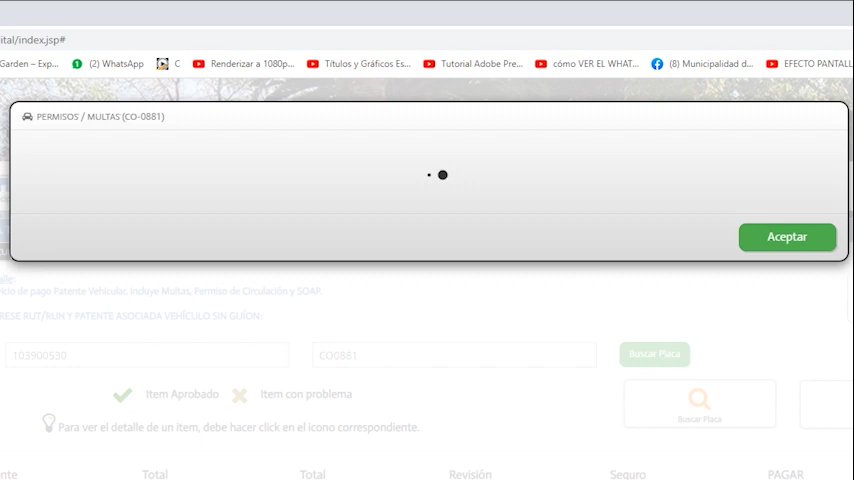 ital/index.jsp#
Garden – Exp... (2) WhatsApp C Renderizar a 1080p... Títulos y Gráficos Es... Tutorial Adobe Pre... cómo VER EL WHAT... (8) Municipalidad d... EFECTO PANTALL
PERMISOS / MULTAS (CO-0881)
Aceptar
alle:
vicio de pago Patente Vehicular, incluye Multas, Permiso de Circulación y SOAP.
RESE RUT/RUN Y PATENTE ASOCIADA VEHÍCULO SIN GUÍON:
103900530 CO0881 Buscar Placa
Item Aprobado Item con problema
Buscar Placa
Para ver el detalle de un item, debe hacer click en el icono correspondiente.
nte Total Total Revisión Seguro PAGAR